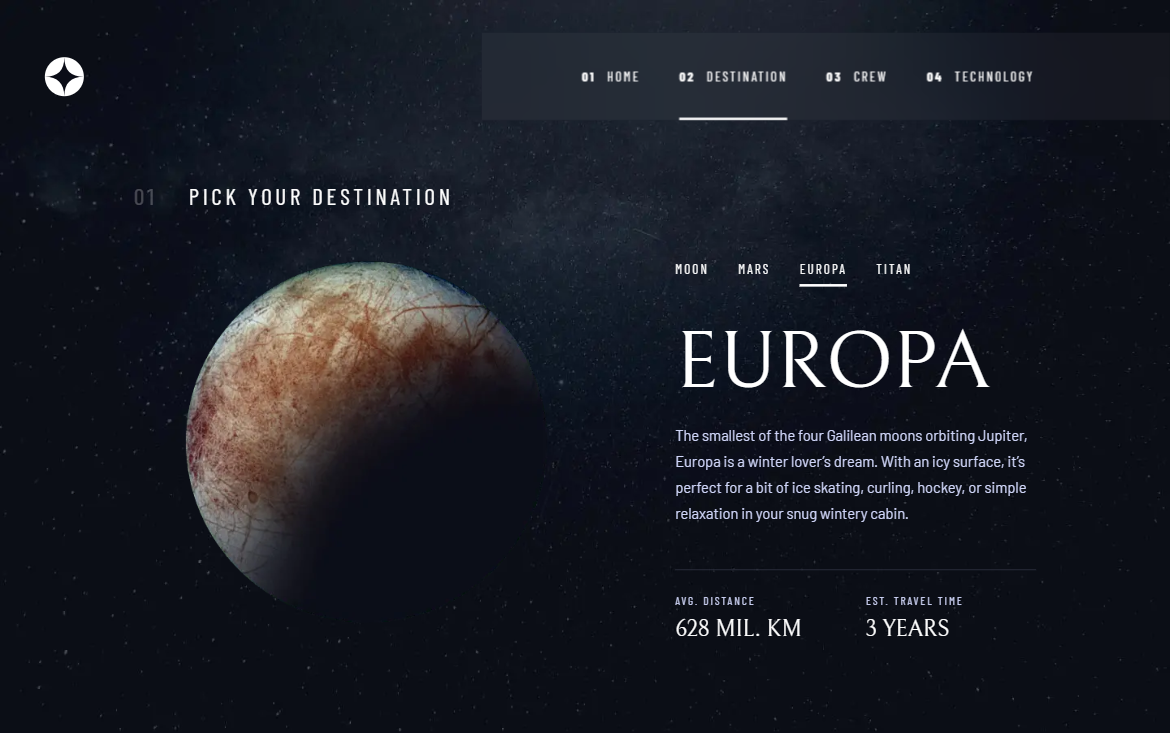 01 HOME 02 DESTINATION 03 CREW 04 TECHNOLOGY
01 PICK YOUR DESTINATION
MOON MARS EUROPA TITAN
EUROPA
The smallest of the four Galilean moons orbiting Jupiter,
Europa is a winter lover’s dream. With an icy surface, it’s
perfect for a bit of ice skating, curling, hockey, or simple
relaxation in your snug wintery cabin.
AVG. DISTANCE
628 MIL. KM
EST. TRAVEL TIME
3 YEARS